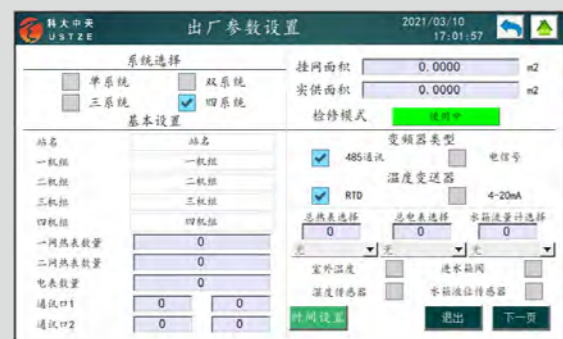 科大中天
USTZE
出厂参数设置
2021/03/10
17:01:57
系统选择
单系统
双系统
三系统
四系统
基本设置
站名 站名
一机组 一机组
二机组 二机组
三机组 三机组
四机组 四机组
一网热表数量 0
二网热表数量 0
电表数量 0
通讯口1 0 0
通讯口2 0 0
挂网面积 0.0000 m2
实供面积 0.0000 m2
检修模式 使用中
变频器类型
485通讯 电信号
温度变送器
RTD 4-20mA
总热表选择 总电表选择 水箱流量计选择
0 0 0
无 无 无
室外温度 进水箱阀
湿度传感器 水箱液位传感器
时间设置 退出 下一页